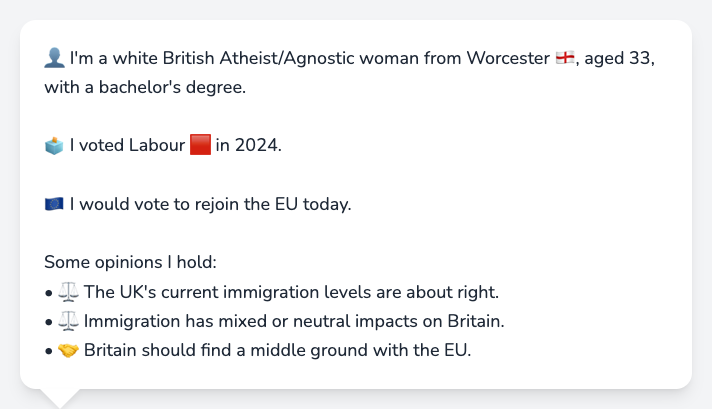 👤 I'm a white British Atheist/Agnostic woman from Worcester 🏴󠁧󠁢󠁥󠁮󠁧󠁿, aged 33,
with a bachelor's degree.
🗳️ I voted Labour 🟥 in 2024.
🇪🇺 I would vote to rejoin the EU today.
Some opinions I hold:
• ⚖️ The UK's current immigration levels are about right.
• ⚖️ Immigration has mixed or neutral impacts on Britain.
• 🤝 Britain should find a middle ground with the EU.